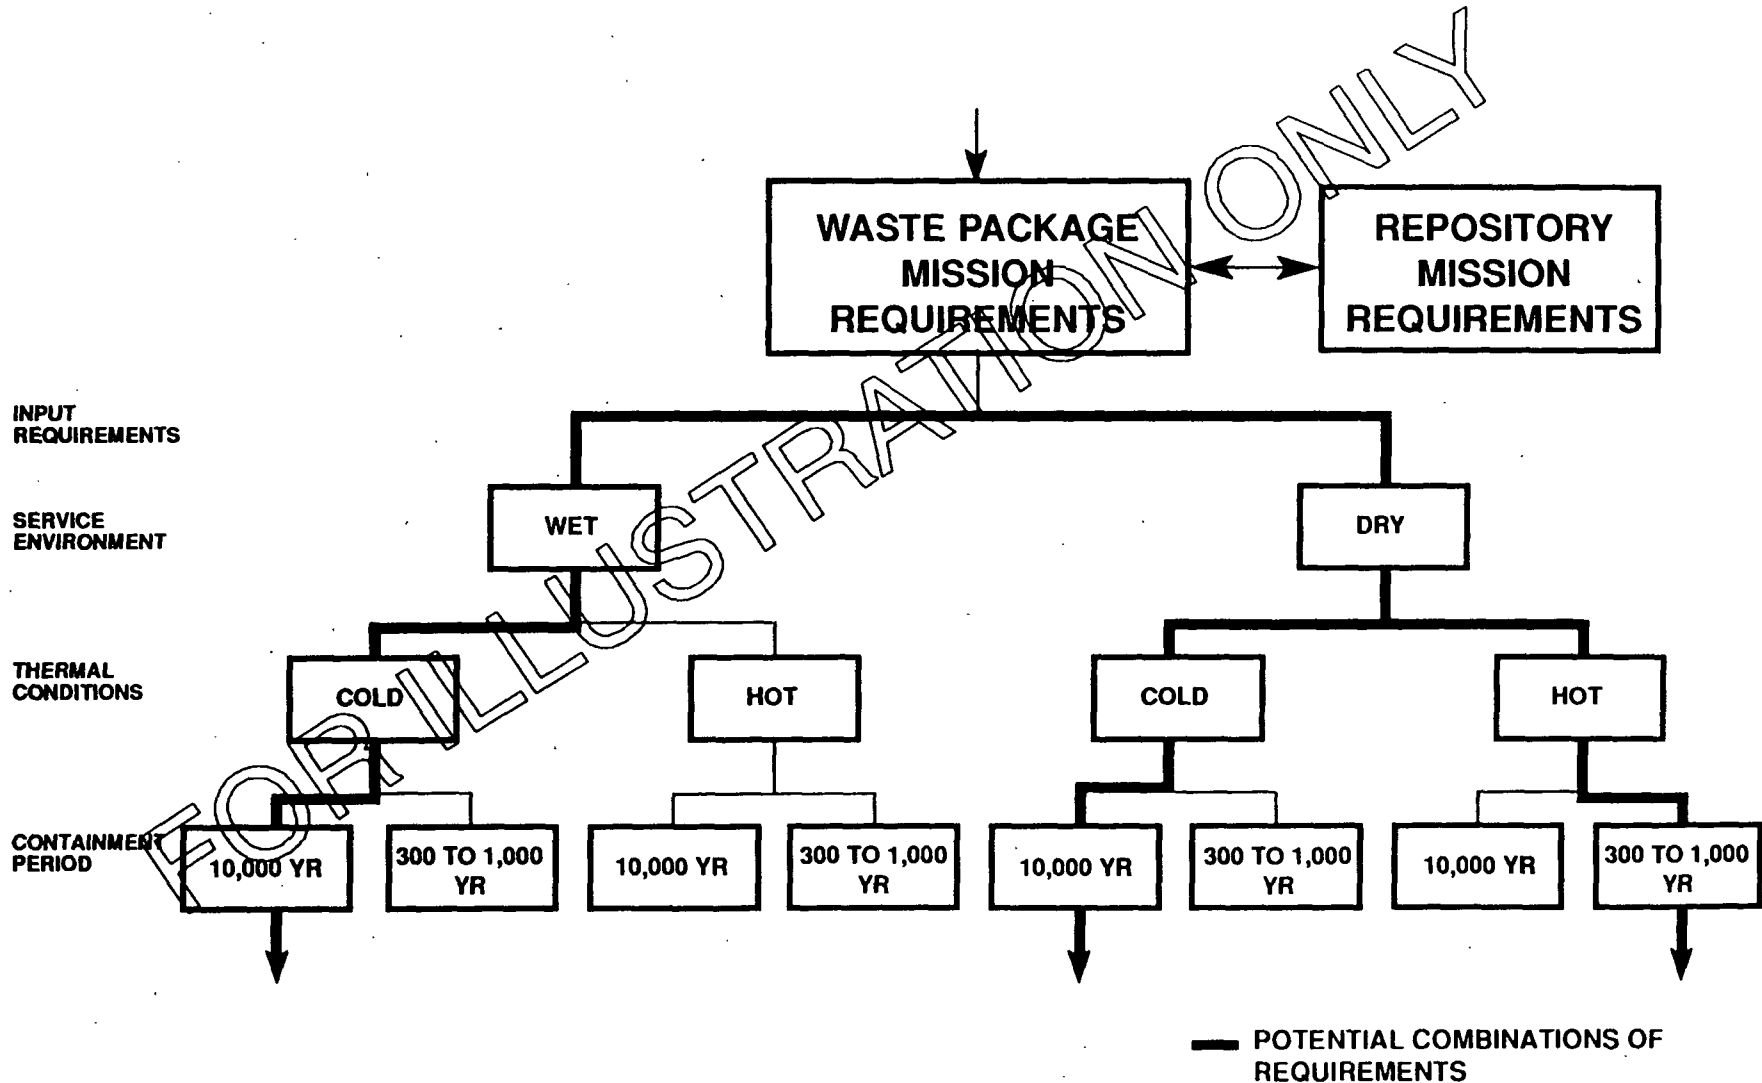 WASTE PACKAGE
MISSION
REQUIREMENTS
REPOSITORY
MISSION
REQUIREMENTS
INPUT
REQUIREMENTS
SERVICE
ENVIRONMENT
WET
DRY
THERMAL
CONDITIONS
COLD
HOT
COLD
HOT
CONTAINMENT
PERIOD
10,000 YR
300 TO 1,000
YR
10,000 YR
300 TO 1,000
YR
10,000 YR
300 TO 1,000
YR
10,000 YR
300 TO 1,000
YR
POTENTIAL COMBINATIONS OF
REQUIREMENTS
FOR ILLUSTRATION ONLY